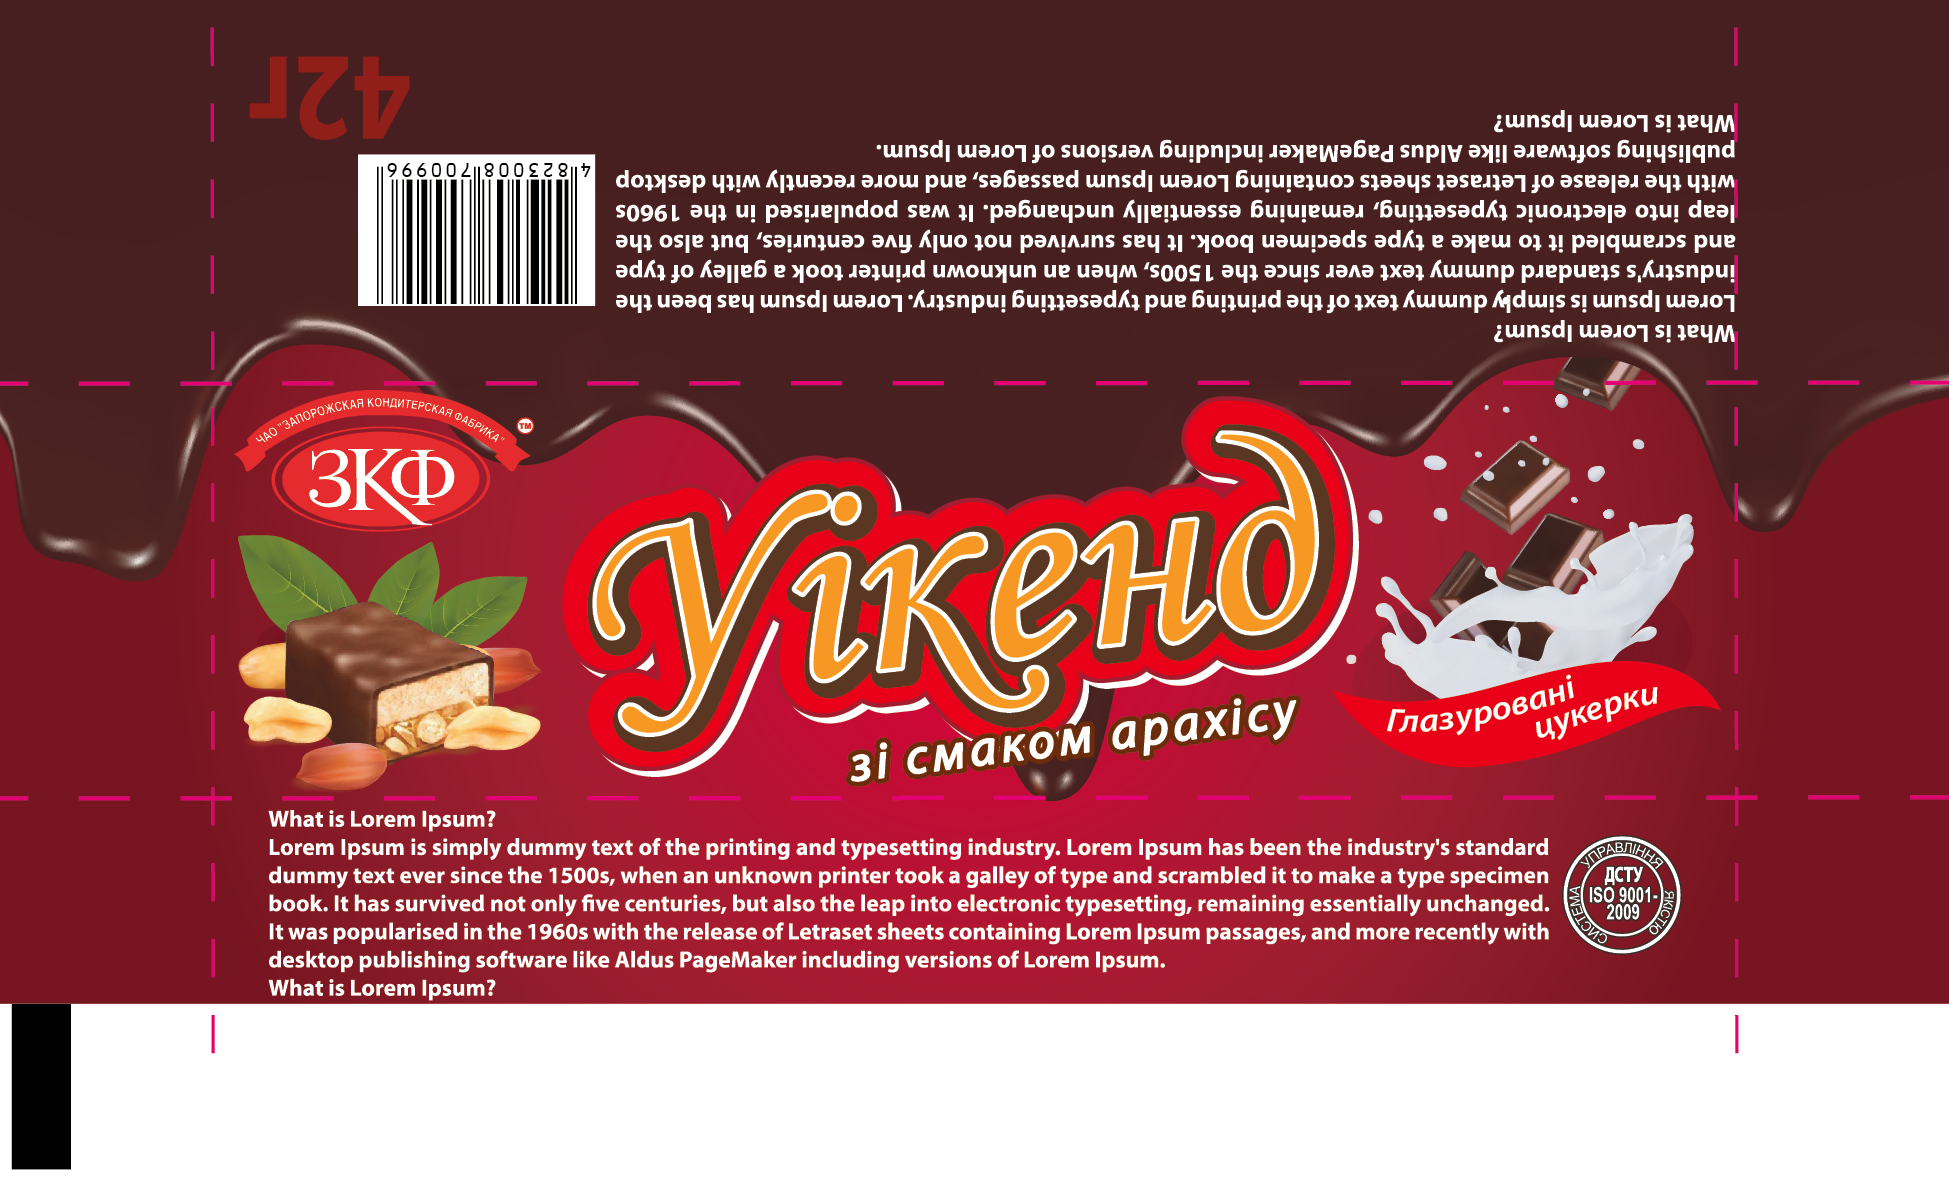 42г
4 823008 700996
What is Lorem Ipsum?
Lorem Ipsum is simply dummy text of the printing and typesetting industry. Lorem Ipsum has been the
industry's standard dummy text ever since the 1500s, when an unknown printer took a galley of type
and scrambled it to make a type specimen book. It has survived not only five centuries, but also the
leap into electronic typesetting, remaining essentially unchanged. It was popularised in the 1960s
with the release of Letraset sheets containing Lorem Ipsum passages, and more recently with desktop
publishing software like Aldus PageMaker including versions of Lorem Ipsum.
What is Lorem Ipsum?
ЧАО "ЗАПОРОЖСКАЯ КОНДИТЕРСКАЯ ФАБРИКА"
TM
ЗКФ
Уікенд
зі смаком арахісу
Глазуровані
цукерки
What is Lorem Ipsum?
Lorem Ipsum is simply dummy text of the printing and typesetting industry. Lorem Ipsum has been the industry's standard
dummy text ever since the 1500s, when an unknown printer took a galley of type and scrambled it to make a type specimen
book. It has survived not only five centuries, but also the leap into electronic typesetting, remaining essentially unchanged.
It was popularised in the 1960s with the release of Letraset sheets containing Lorem Ipsum passages, and more recently with
desktop publishing software like Aldus PageMaker including versions of Lorem Ipsum.
What is Lorem Ipsum?
СИСТЕМА УПРАВЛІННЯ ЯКІСТЮ
ДСТУ
ISO 9001-
2009